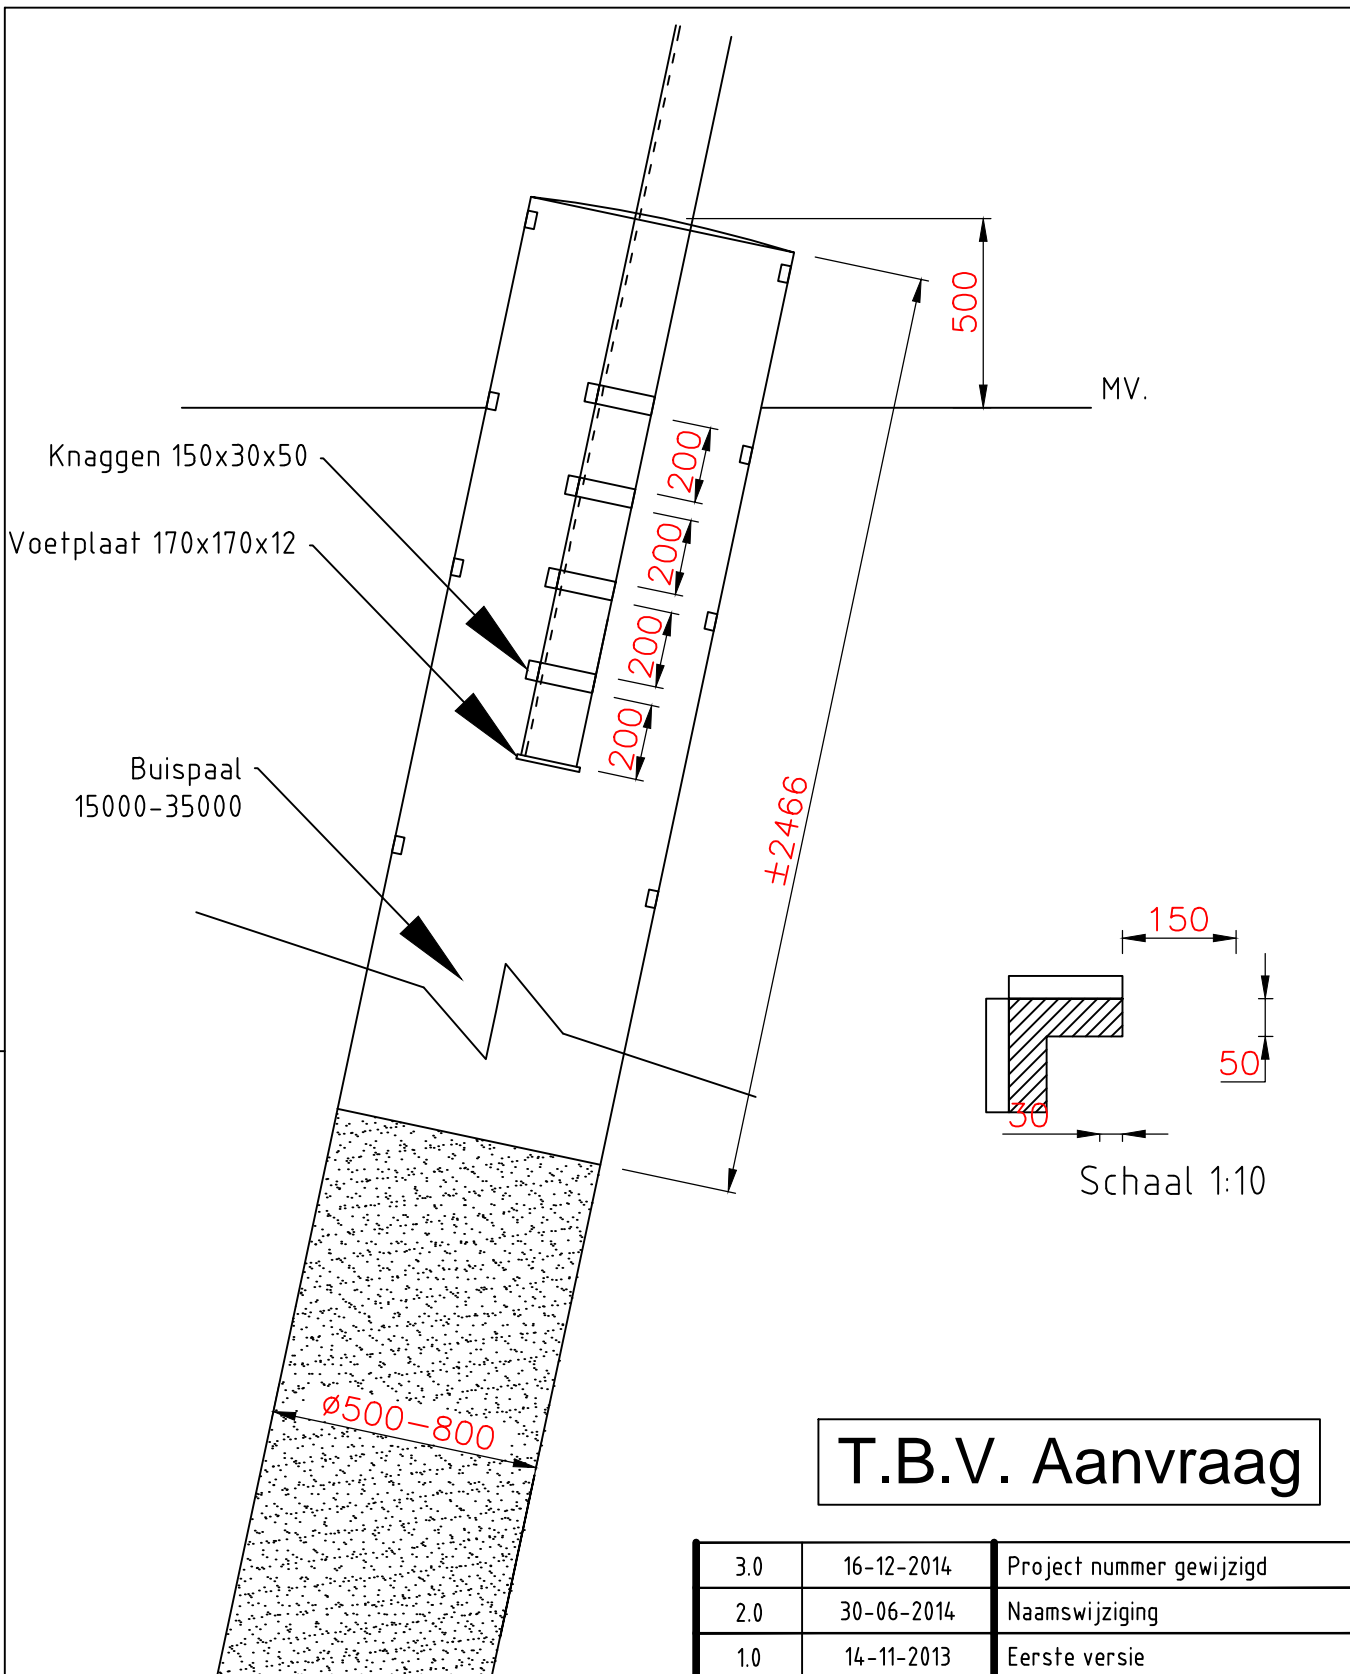 500
MV.
Knaggen 150x30x50
200
Voetplaat 170x170x12
200
200
200
Buispaal
15000-35000
±2466
150
50
30
Schaal 1:10
ø500-800
T.B.V. Aanvraag
3.0 16-12-2014 Project nummer gewijzigd
2.0 30-06-2014 Naamswijziging
1.0 14-11-2013 Eerste versie